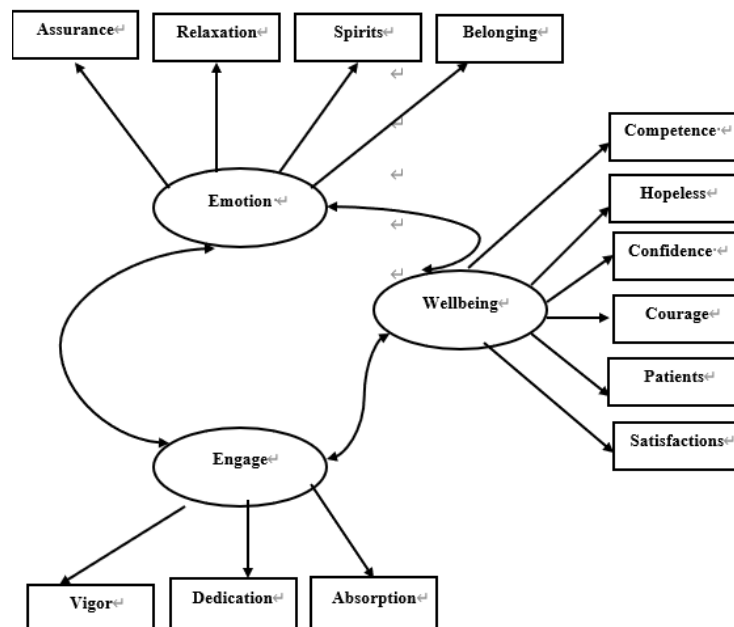 Assurance
Relaxation
Spirits
Belonging
Competence
Hopeless
Emotion
Confidence
Wellbeing
Courage
Patients
Satisfactions
Engage
Vigor
Dedication
Absorption